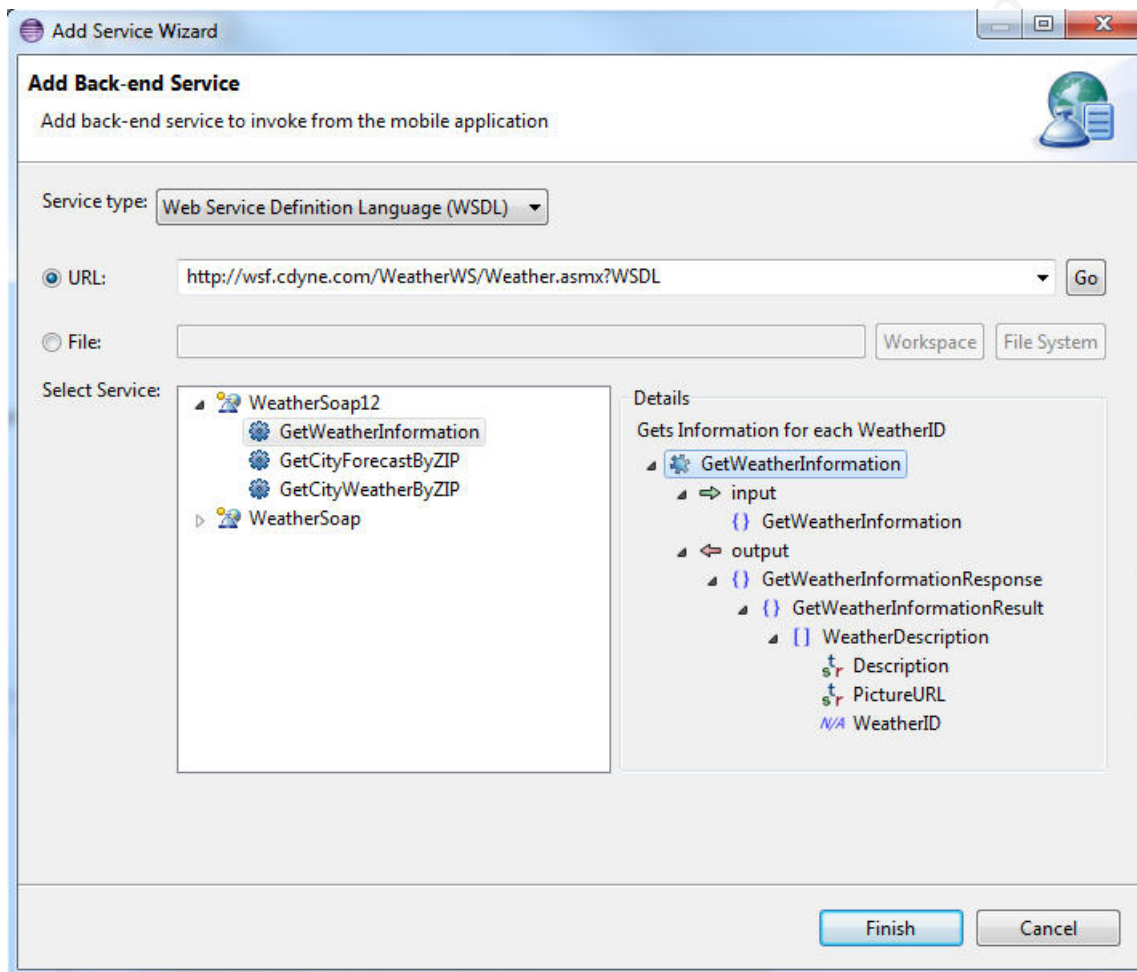 Add Service Wizard
Add Back-end Service
Add back-end service to invoke from the mobile application
Service type: Web Service Definition Language (WSDL)
URL: http://wsf.cdyne.com/WeatherWS/Weather.asmx?WSDL Go
File: Workspace File System
Select Service:
WeatherSoap12
GetWeatherInformation
GetCityForecastByZIP
GetCityWeatherByZIP
WeatherSoap
Details
Gets Information for each WeatherID
GetWeatherInformation
input
{} GetWeatherInformation
output
{} GetWeatherInformationResponse
{} GetWeatherInformationResult
[] WeatherDescription
str Description
str PictureURL
N/A WeatherID
Finish Cancel